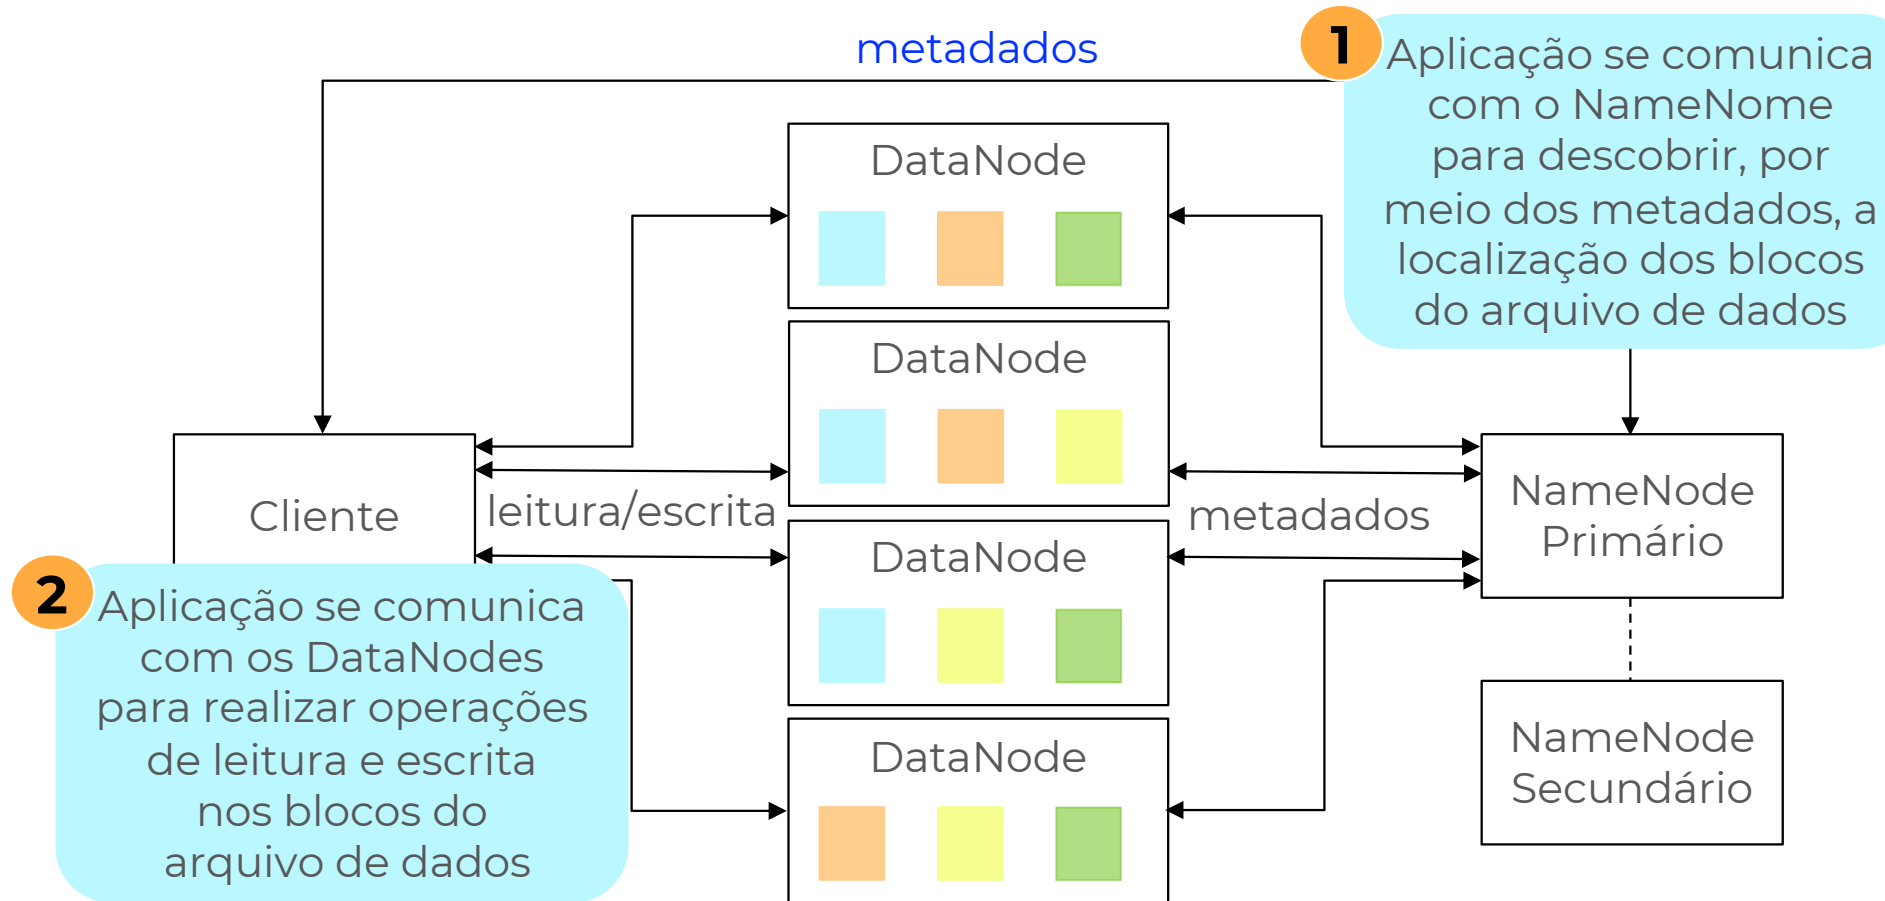 metadados
1
Aplicação se comunica
com o NameNome
para descobrir, por
meio dos metadados, a
localização dos blocos
do arquivo de dados
DataNode
DataNode
Cliente
leitura/escrita
metadados
NameNode
Primário
DataNode
2
Aplicação se comunica
com os DataNodes
para realizar operações
de leitura e escrita
nos blocos do
arquivo de dados
DataNode
NameNode
Secundário